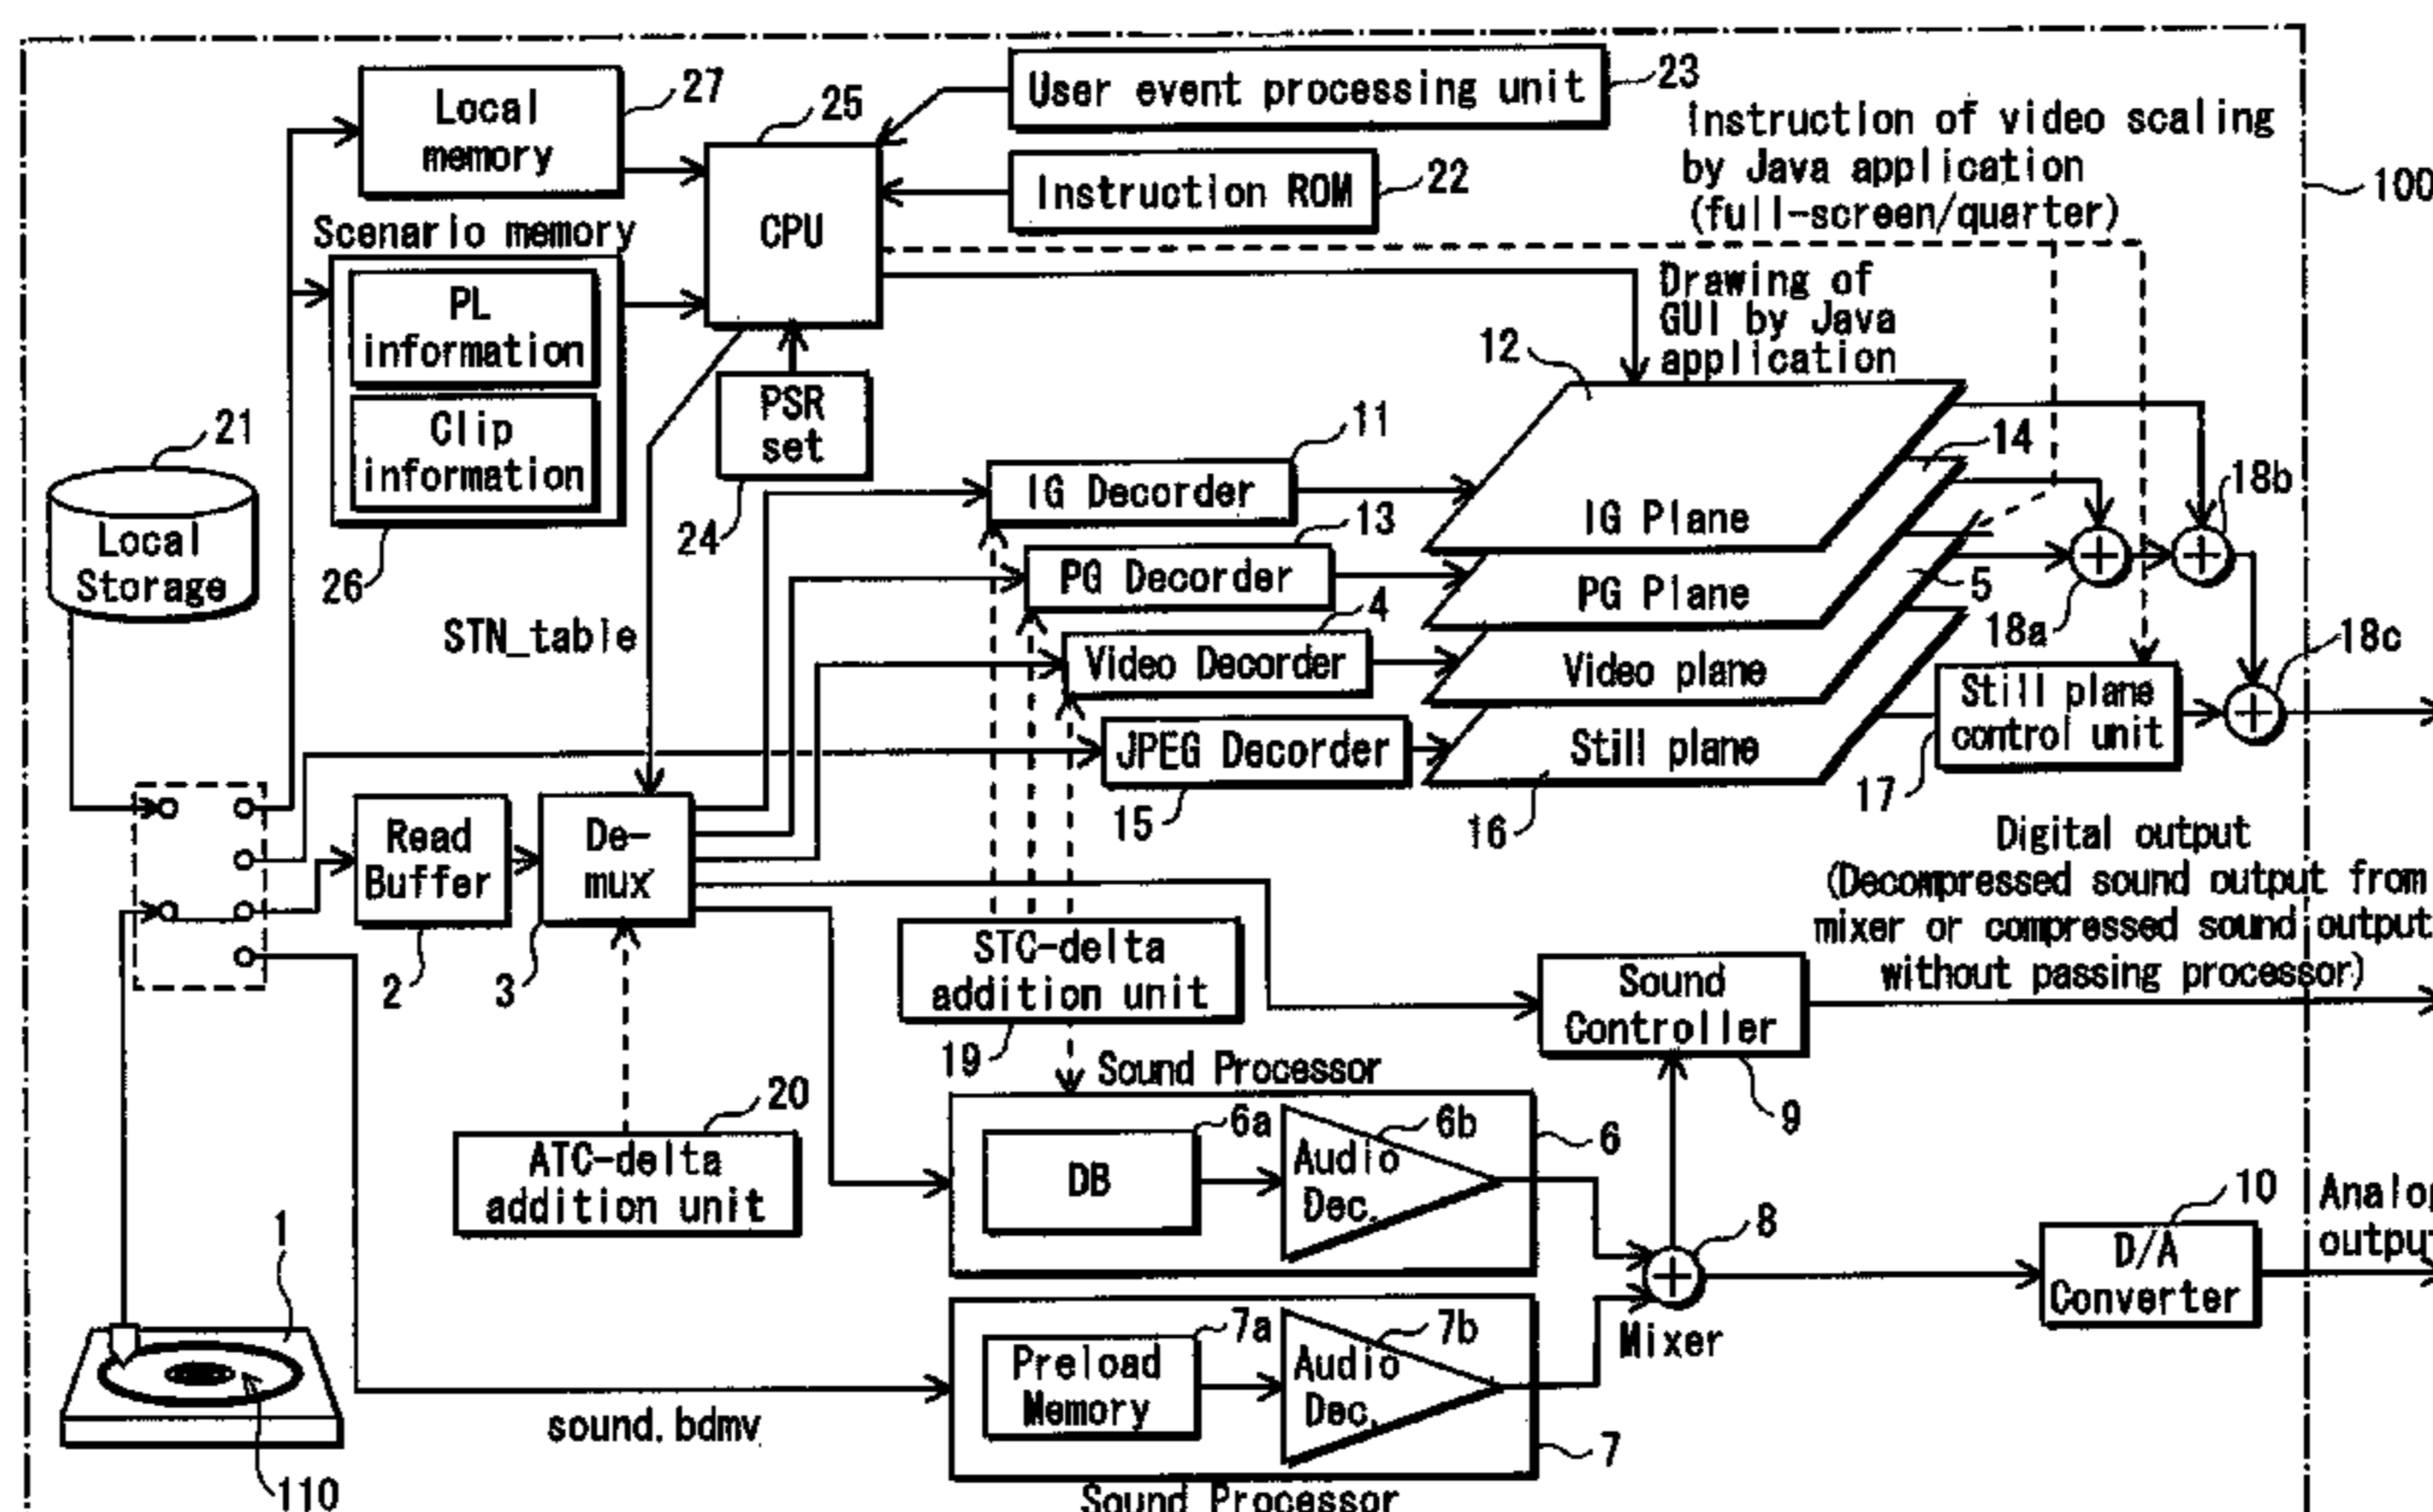 Local
memory
27
25
User event processing unit
23
Instruction of video scaling
by Java application
(full-screen/quarter)
Instruction ROM
22
100
CPU
Scenario memory
PL
information
Clip
information
26
Drawing of
GUI by Java
application
12
PSR
set
24
21
Local
Storage
11
IG Decorder
IG Plane
14
18b
13
PG Decorder
PG Plane
5
18a
STN_table
4
Video Decorder
Video plane
18c
JPEG Decorder
15
Still plane
16
Still plane
control unit
17
Read
Buffer
2
De-
mux
3
Digital output
(Decompressed sound output from
mixer or compressed sound output
without passing processor)
STC-delta
addition unit
19
Sound
Controller
9
Sound Processor
20
ATC-delta
addition unit
6a
DB
6b
Audio
Dec.
6
8
Mixer
10
D/A
Converter
1
110
sound.bdmv
7a
Preload
Memory
7b
Audio
Dec.
7
Sound Processor